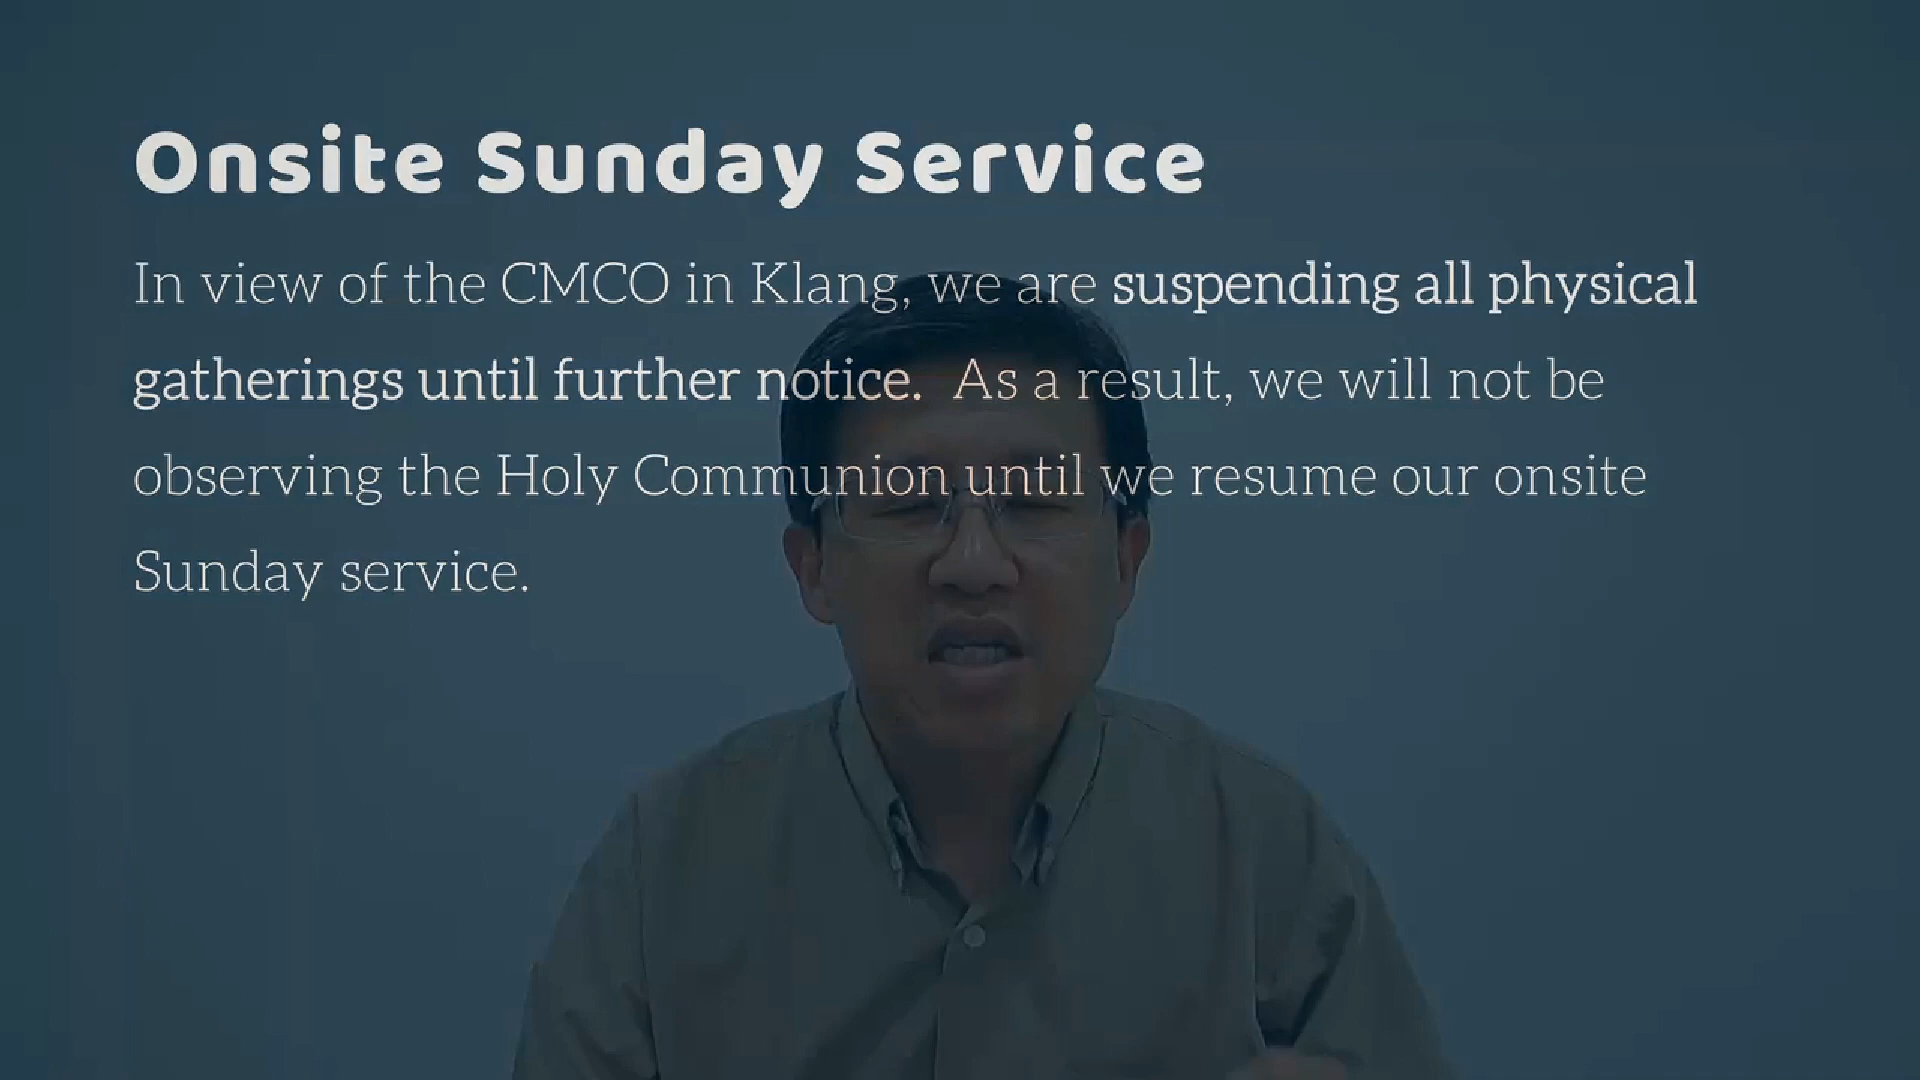 Onsite Sunday Service
In view of the CMCO in Klang, we are suspending all physical
gatherings until further notice.  As a result, we will not be
observing the Holy Communion until we resume our onsite
Sunday service.